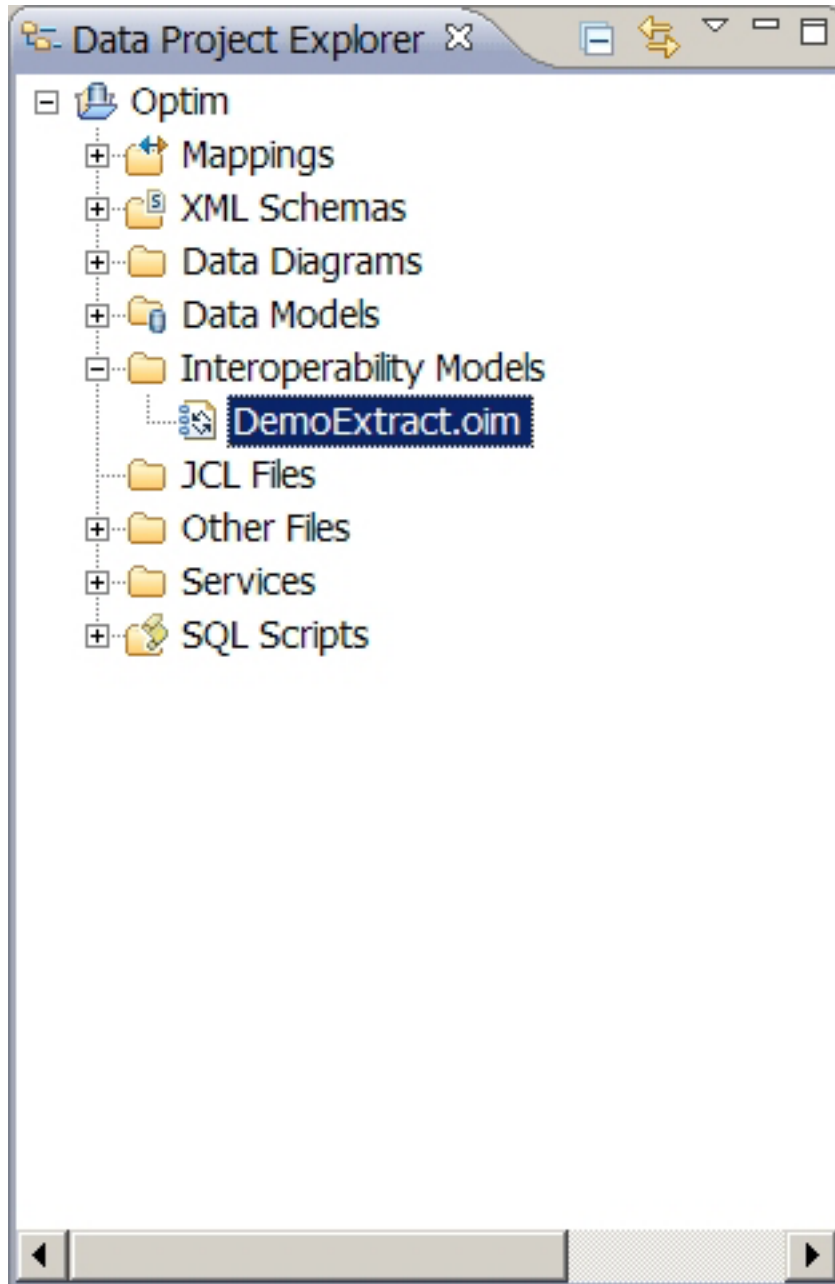 Data Project Explorer
Optim
Mappings
XML Schemas
Data Diagrams
Data Models
Interoperability Models
DemoExtract.oim
JCL Files
Other Files
Services
SQL Scripts